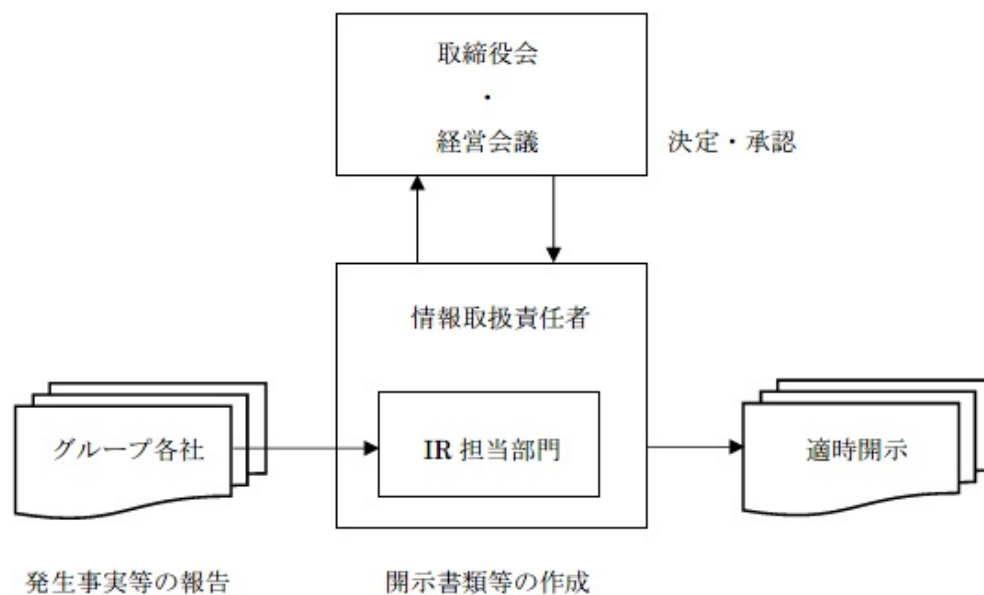 取締役会
・
経営会議
決定・承認
情報取扱責任者
グループ各社
IR 担当部門
適時開示
発生事実等の報告
開示書類等の作成